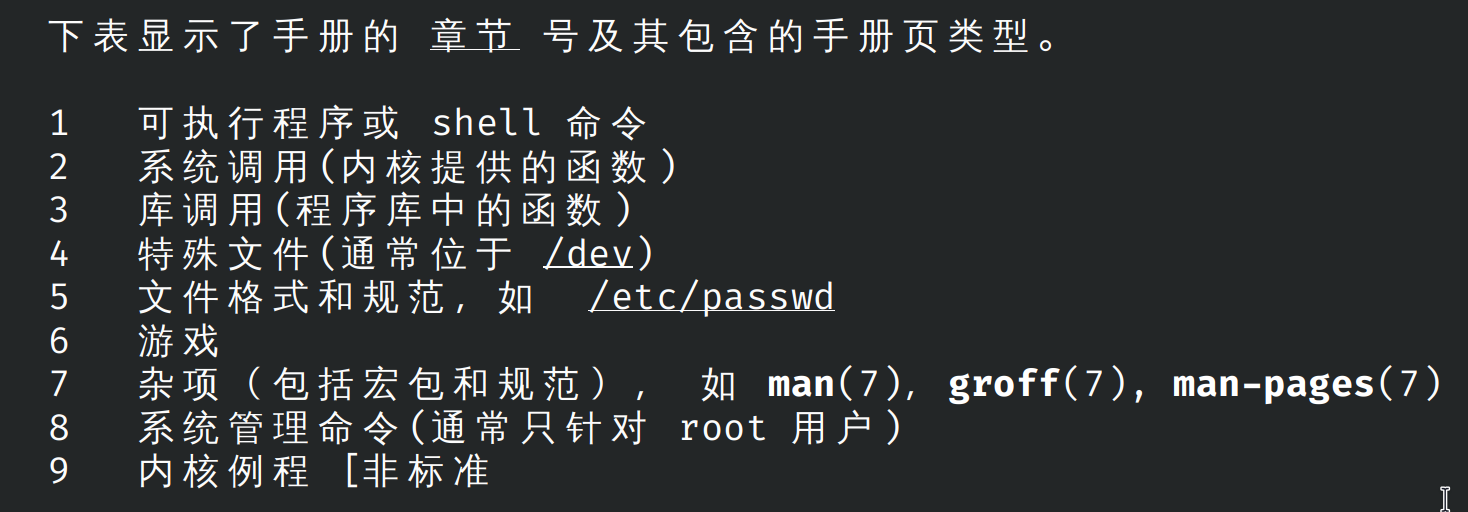 下表显示了手册的 章节 号及其包含的手册页类型。
1 可执行程序或 shell 命令
2 系统调用(内核提供的函数)
3 库调用(程序库中的函数)
4 特殊文件(通常位于 /dev)
5 文件格式和规范, 如 /etc/passwd
6 游戏
7 杂项（包括宏包和规范）, 如 man(7), groff(7), man-pages(7)
8 系统管理命令(通常只针对 root 用户)
9 内核例程 [非标准